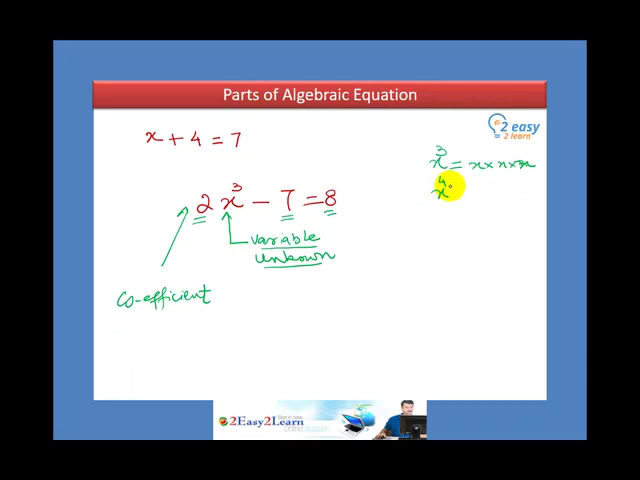 Parts of Algebraic Equation
2 easy
2 learn
x + 4 = 7
x³ = x × x × x
x⁴
2x³ − 7 = 8
variable
unkown
co-efficient
2Easy2Learn